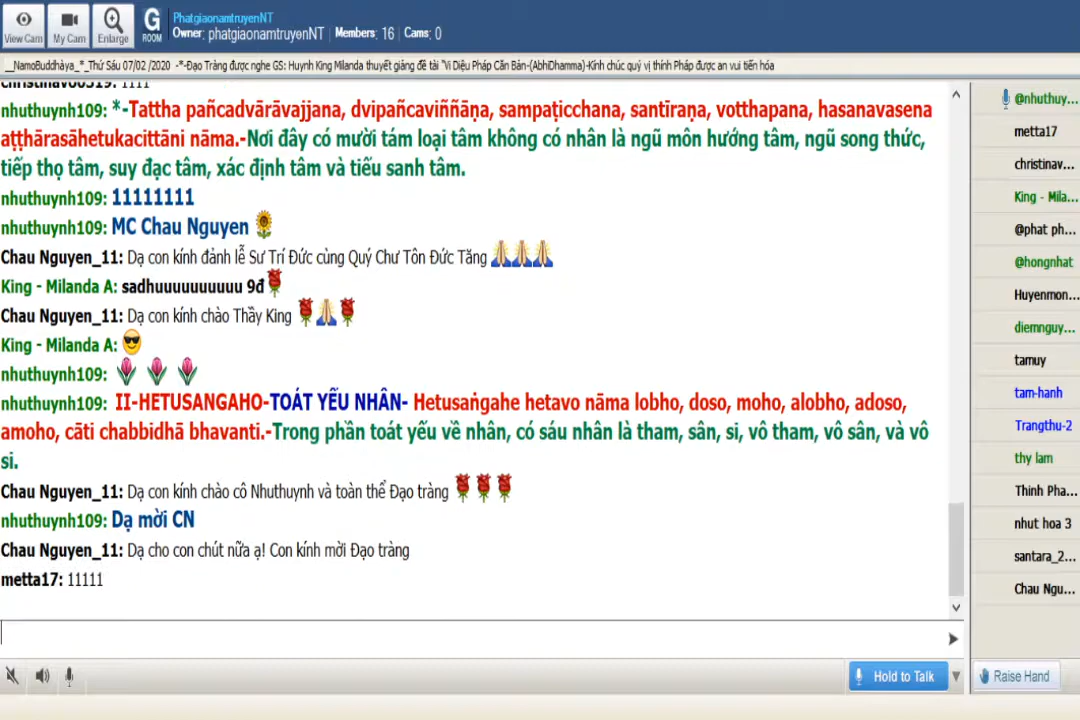 View Cam
My Cam
Enlarge
G
ROOM
PhatgiaonamtruyenNT
Owner: phatgiaonamtruyenNT Members: 16 Cams: 0
__NamoBuddhàya_*_Thứ Sáu 07/02 /2020 -*-Đạo Tràng được nghe GS: Huynh King Milanda thuyết giảng đề tài "Vi Diệu Pháp Căn Bản-(AbhiDhamma)-Kính chúc quý vị thính Pháp được an vui tiến hóa
nhuthuynh109: *-Tattha pañcadvārāvajjana, dvipañcaviññāṇa, sampaṭicchana, santīraṇa, votthapana, hasanavasena
aṭṭhārasāhetukacittāni nāma.-Nơi đây có mười tám loại tâm không có nhân là ngũ môn hướng tâm, ngũ song thức,
tiếp thọ tâm, suy đạc tâm, xác định tâm và tiếu sanh tâm.
nhuthuynh109: 11111111
nhuthuynh109: MC Chau Nguyen
Chau Nguyen_11: Dạ con kính đảnh lễ Sư Trí Đức cùng Quý Chư Tôn Đức Tăng
King - Milanda A: sadhuuuuuuuuuu 9đ
Chau Nguyen_11: Dạ con kính chào Thầy King
King - Milanda A:
nhuthuynh109:
nhuthuynh109: II-HETUSANGAHO-TOÁT YẾU NHÂN- Hetusaṅgahe hetavo nāma lobho, doso, moho, alobho, adoso,
amoho, cāti chabbidhā bhavanti.-Trong phần toát yếu về nhân, có sáu nhân là tham, sân, si, vô tham, vô sân, và vô
si.
Chau Nguyen_11: Dạ con kính chào cô Nhuthuynh và toàn thể Đạo tràng
nhuthuynh109: Dạ mời CN
Chau Nguyen_11: Dạ cho con chút nữa ạ! Con kính mời Đạo tràng
metta17: 11111
@nhuthuy...
metta17
christinav...
King - Mila...
@phat ph...
@hongnhat
Huyenmon...
diemnguy...
tamuy
tam-hanh
Trangthu-2
thy lam
Thinh Pha...
nhut hoa 3
santara_2...
Chau Ngu...
Hold to Talk
Raise Hand